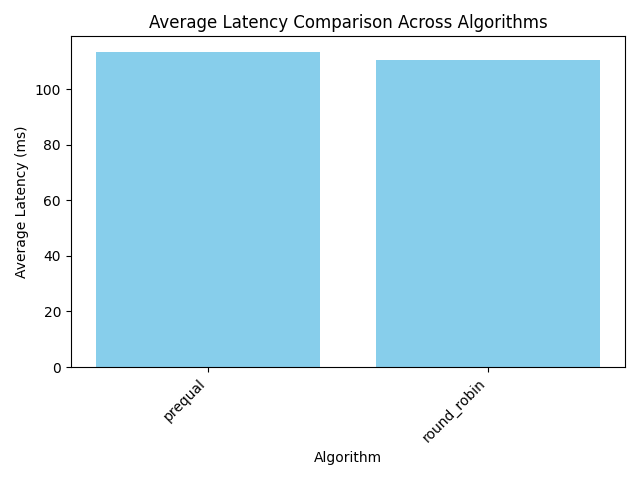 Average Latency Comparison Across Algorithms
Average Latency (ms)
100
80
60
40
20
0
prequal
round_robin
Algorithm